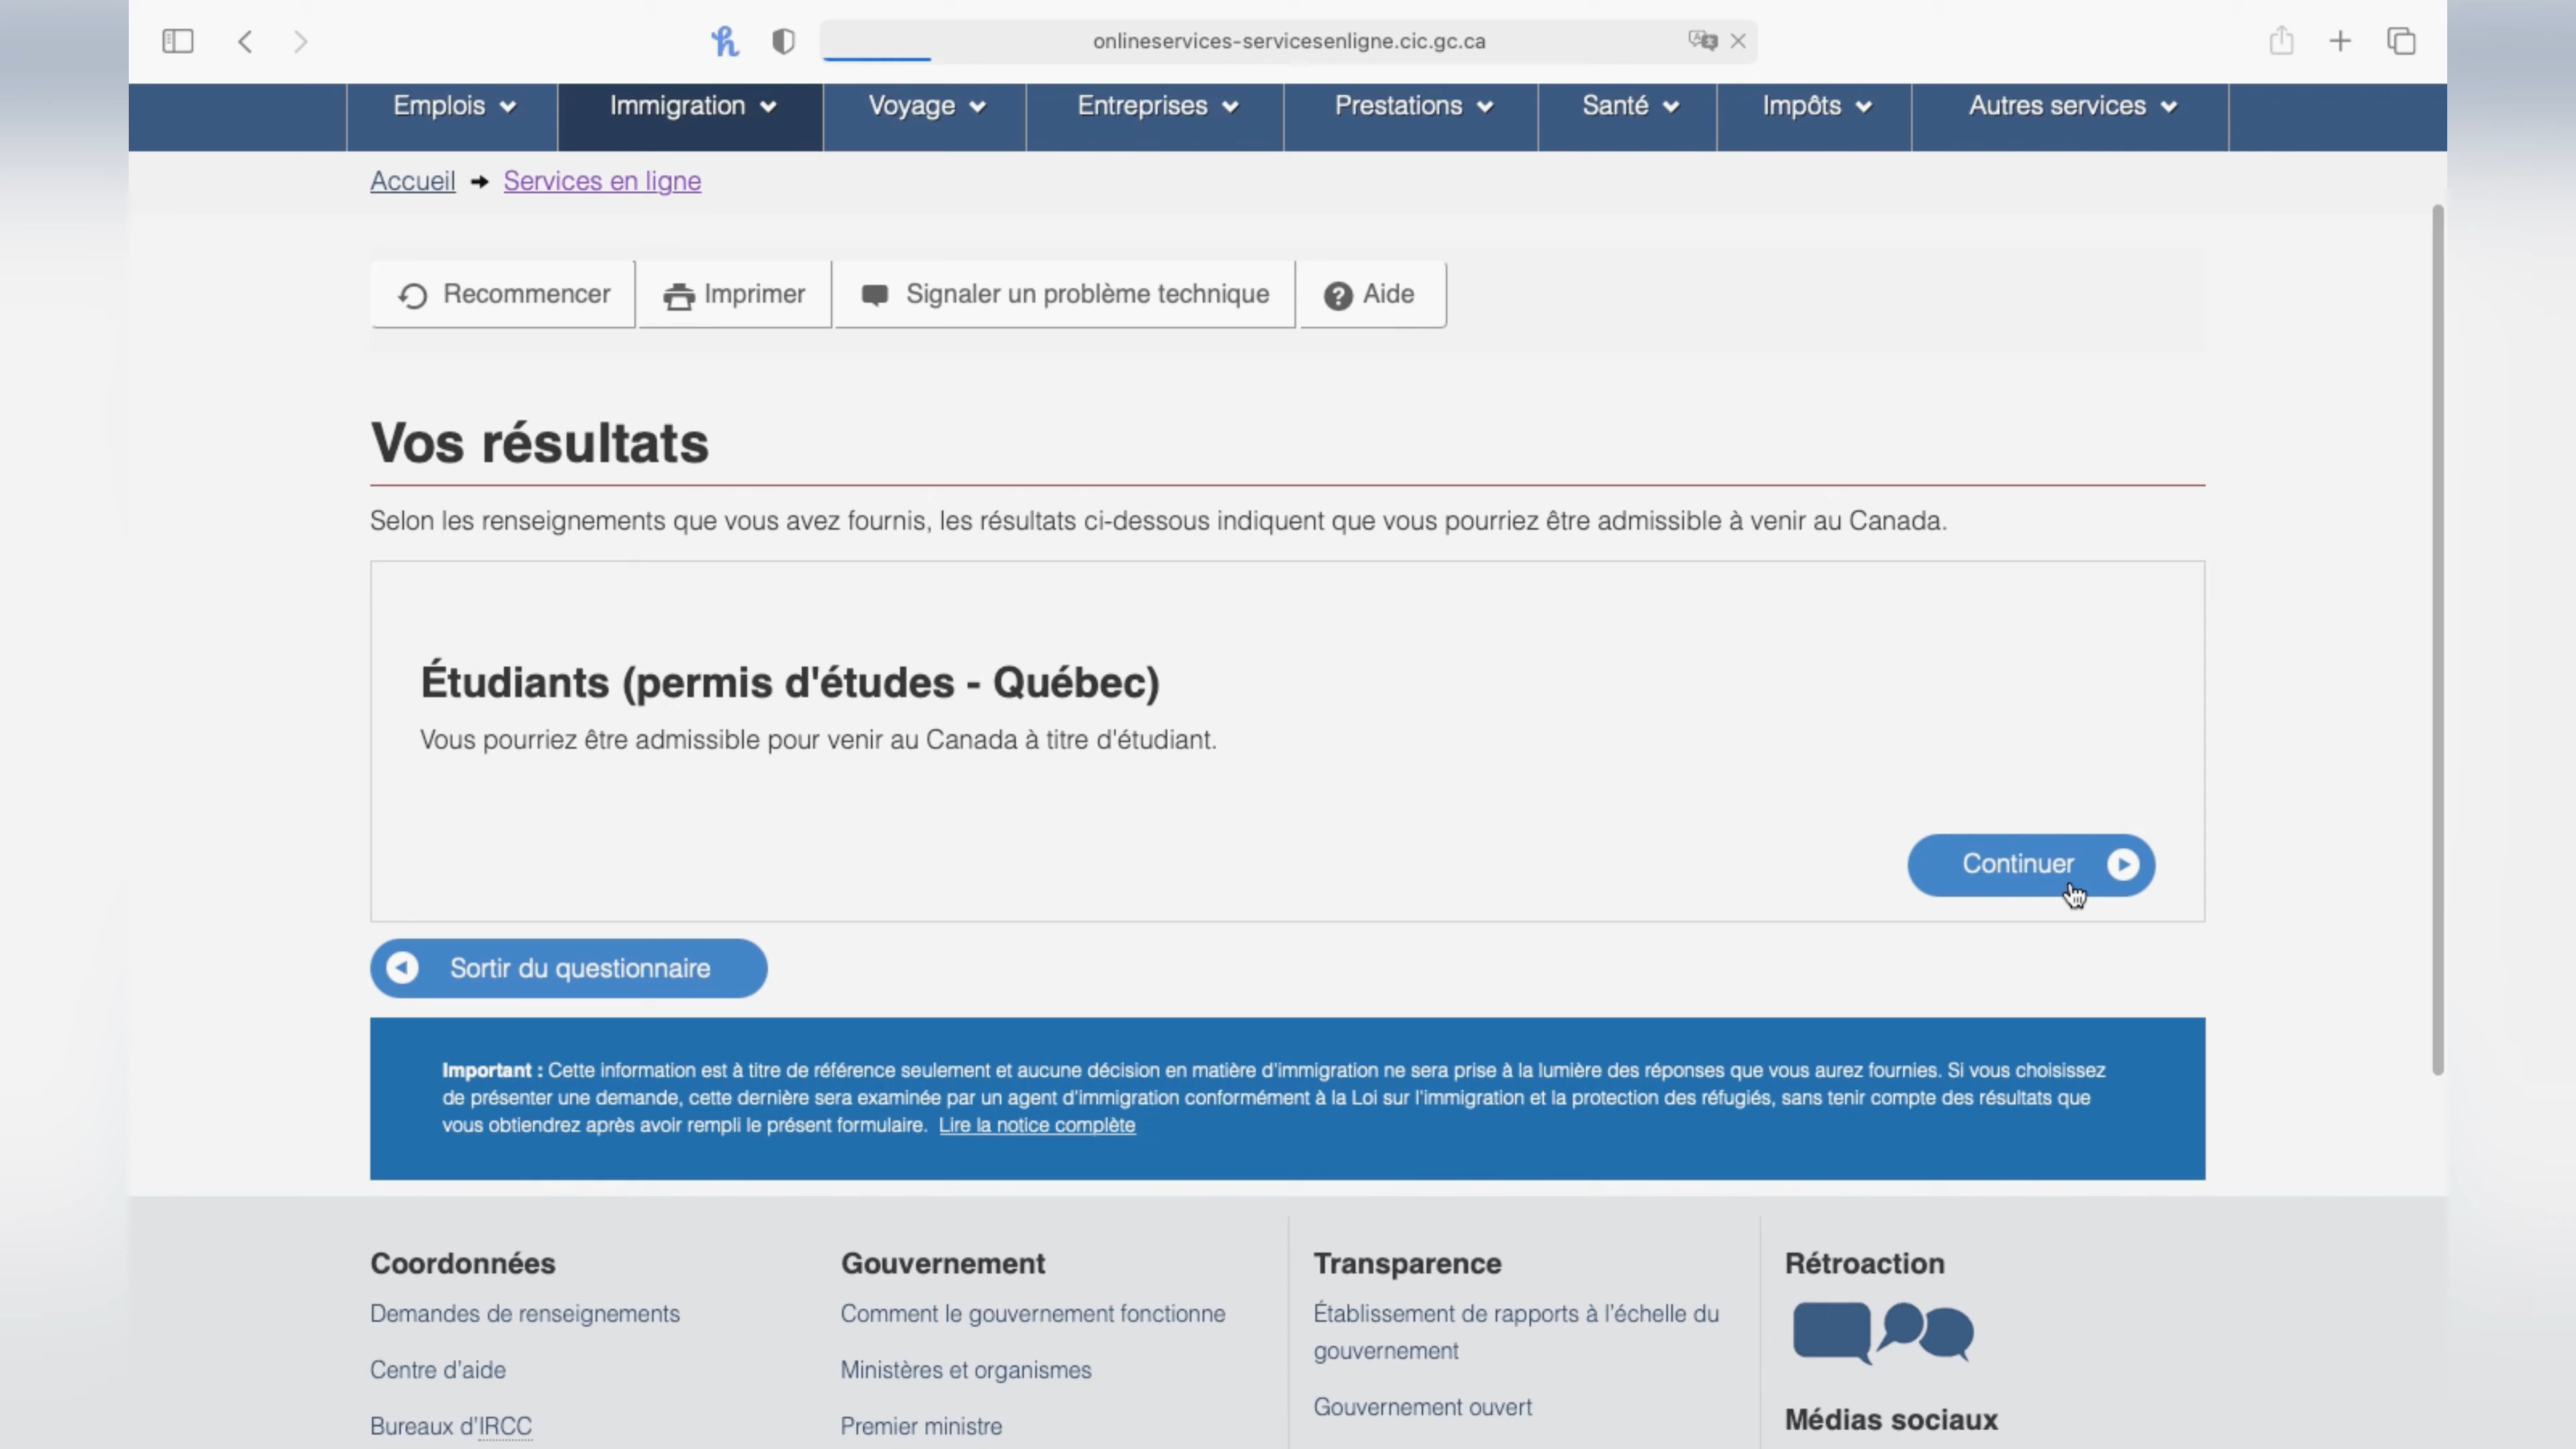 onlineservices-servicesenligne.cic.gc.ca
Emplois
Immigration
Voyage
Entreprises
Prestations
Santé
Impôts
Autres services
Accueil
Services en ligne
Recommencer
Imprimer
Signaler un problème technique
Aide
Vos résultats
Selon les renseignements que vous avez fournis, les résultats ci-dessous indiquent que vous pourriez être admissible à venir au Canada.
Étudiants (permis d'études - Québec)
Vous pourriez être admissible pour venir au Canada à titre d'étudiant.
Continuer
Sortir du questionnaire
Important : Cette information est à titre de référence seulement et aucune décision en matière d'immigration ne sera prise à la lumière des réponses que vous aurez fournies. Si vous choisissez
de présenter une demande, cette dernière sera examinée par un agent d'immigration conformément à la Loi sur l'immigration et la protection des réfugiés, sans tenir compte des résultats que
vous obtiendrez après avoir rempli le présent formulaire. Lire la notice complète
Coordonnées
Demandes de renseignements
Centre d'aide
Bureaux d'IRCC
Gouvernement
Comment le gouvernement fonctionne
Ministères et organismes
Premier ministre
Transparence
Établissement de rapports à l'échelle du
gouvernement
Gouvernement ouvert
Rétroaction
Médias sociaux